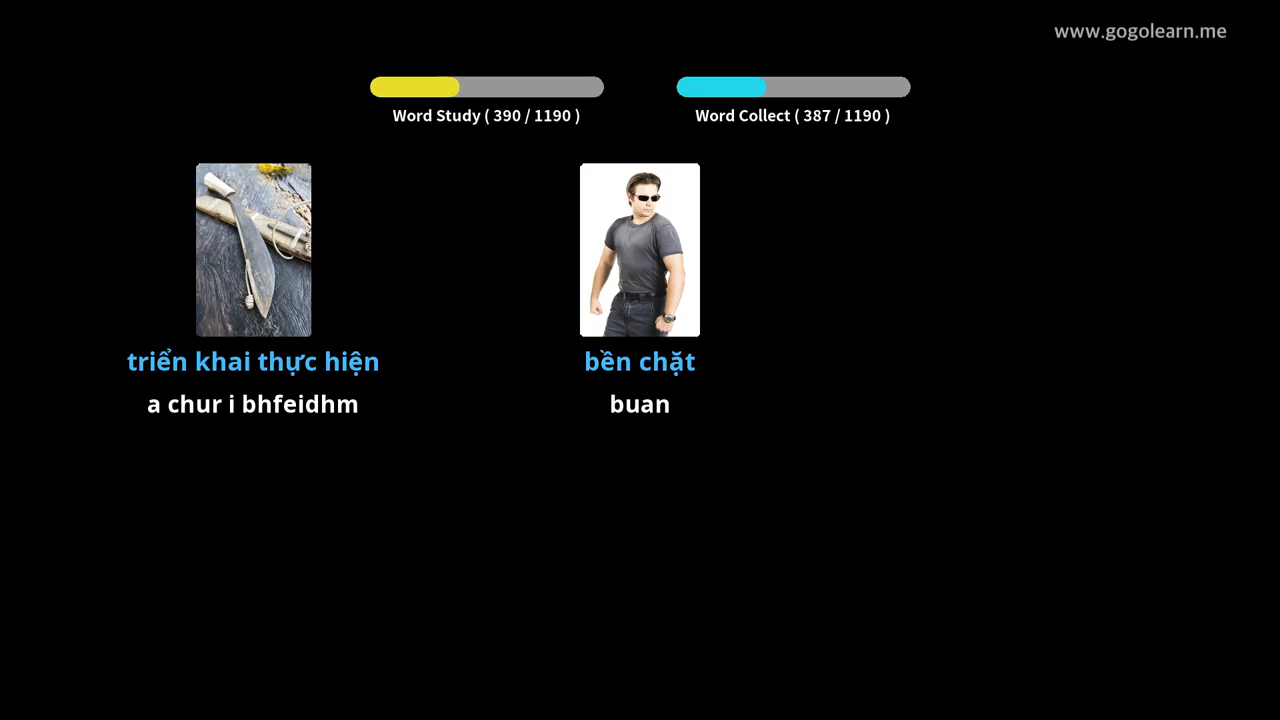 www.gogolearn.me
Word Study ( 390 / 1190 )
Word Collect ( 387 / 1190 )
triển khai thực hiện
a chur i bhfeidhm
bền chặt
buan